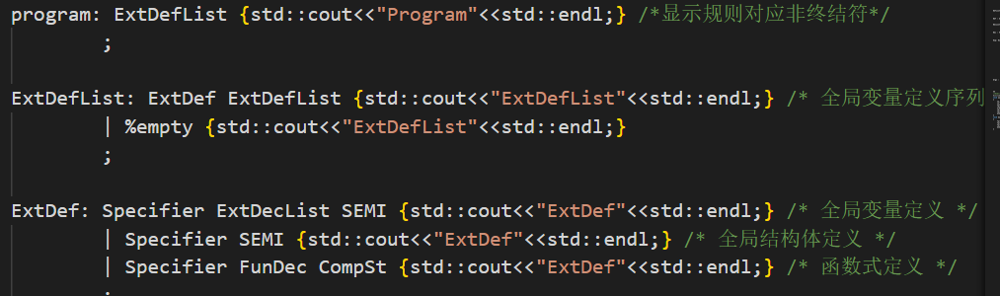 program: ExtDefList {std::cout<<"Program"<<std::endl;} /*显示规则对应非终结符*/
;
ExtDefList: ExtDef ExtDefList {std::cout<<"ExtDefList"<<std::endl;} /* 全局变量定义序列
| %empty {std::cout<<"ExtDefList"<<std::endl;}
;
ExtDef: Specifier ExtDecList SEMI {std::cout<<"ExtDef"<<std::endl;} /* 全局变量定义 */
| Specifier SEMI {std::cout<<"ExtDef"<<std::endl;} /* 全局结构体定义 */
| Specifier FunDec CompSt {std::cout<<"ExtDef"<<std::endl;} /* 函数式定义 */
;